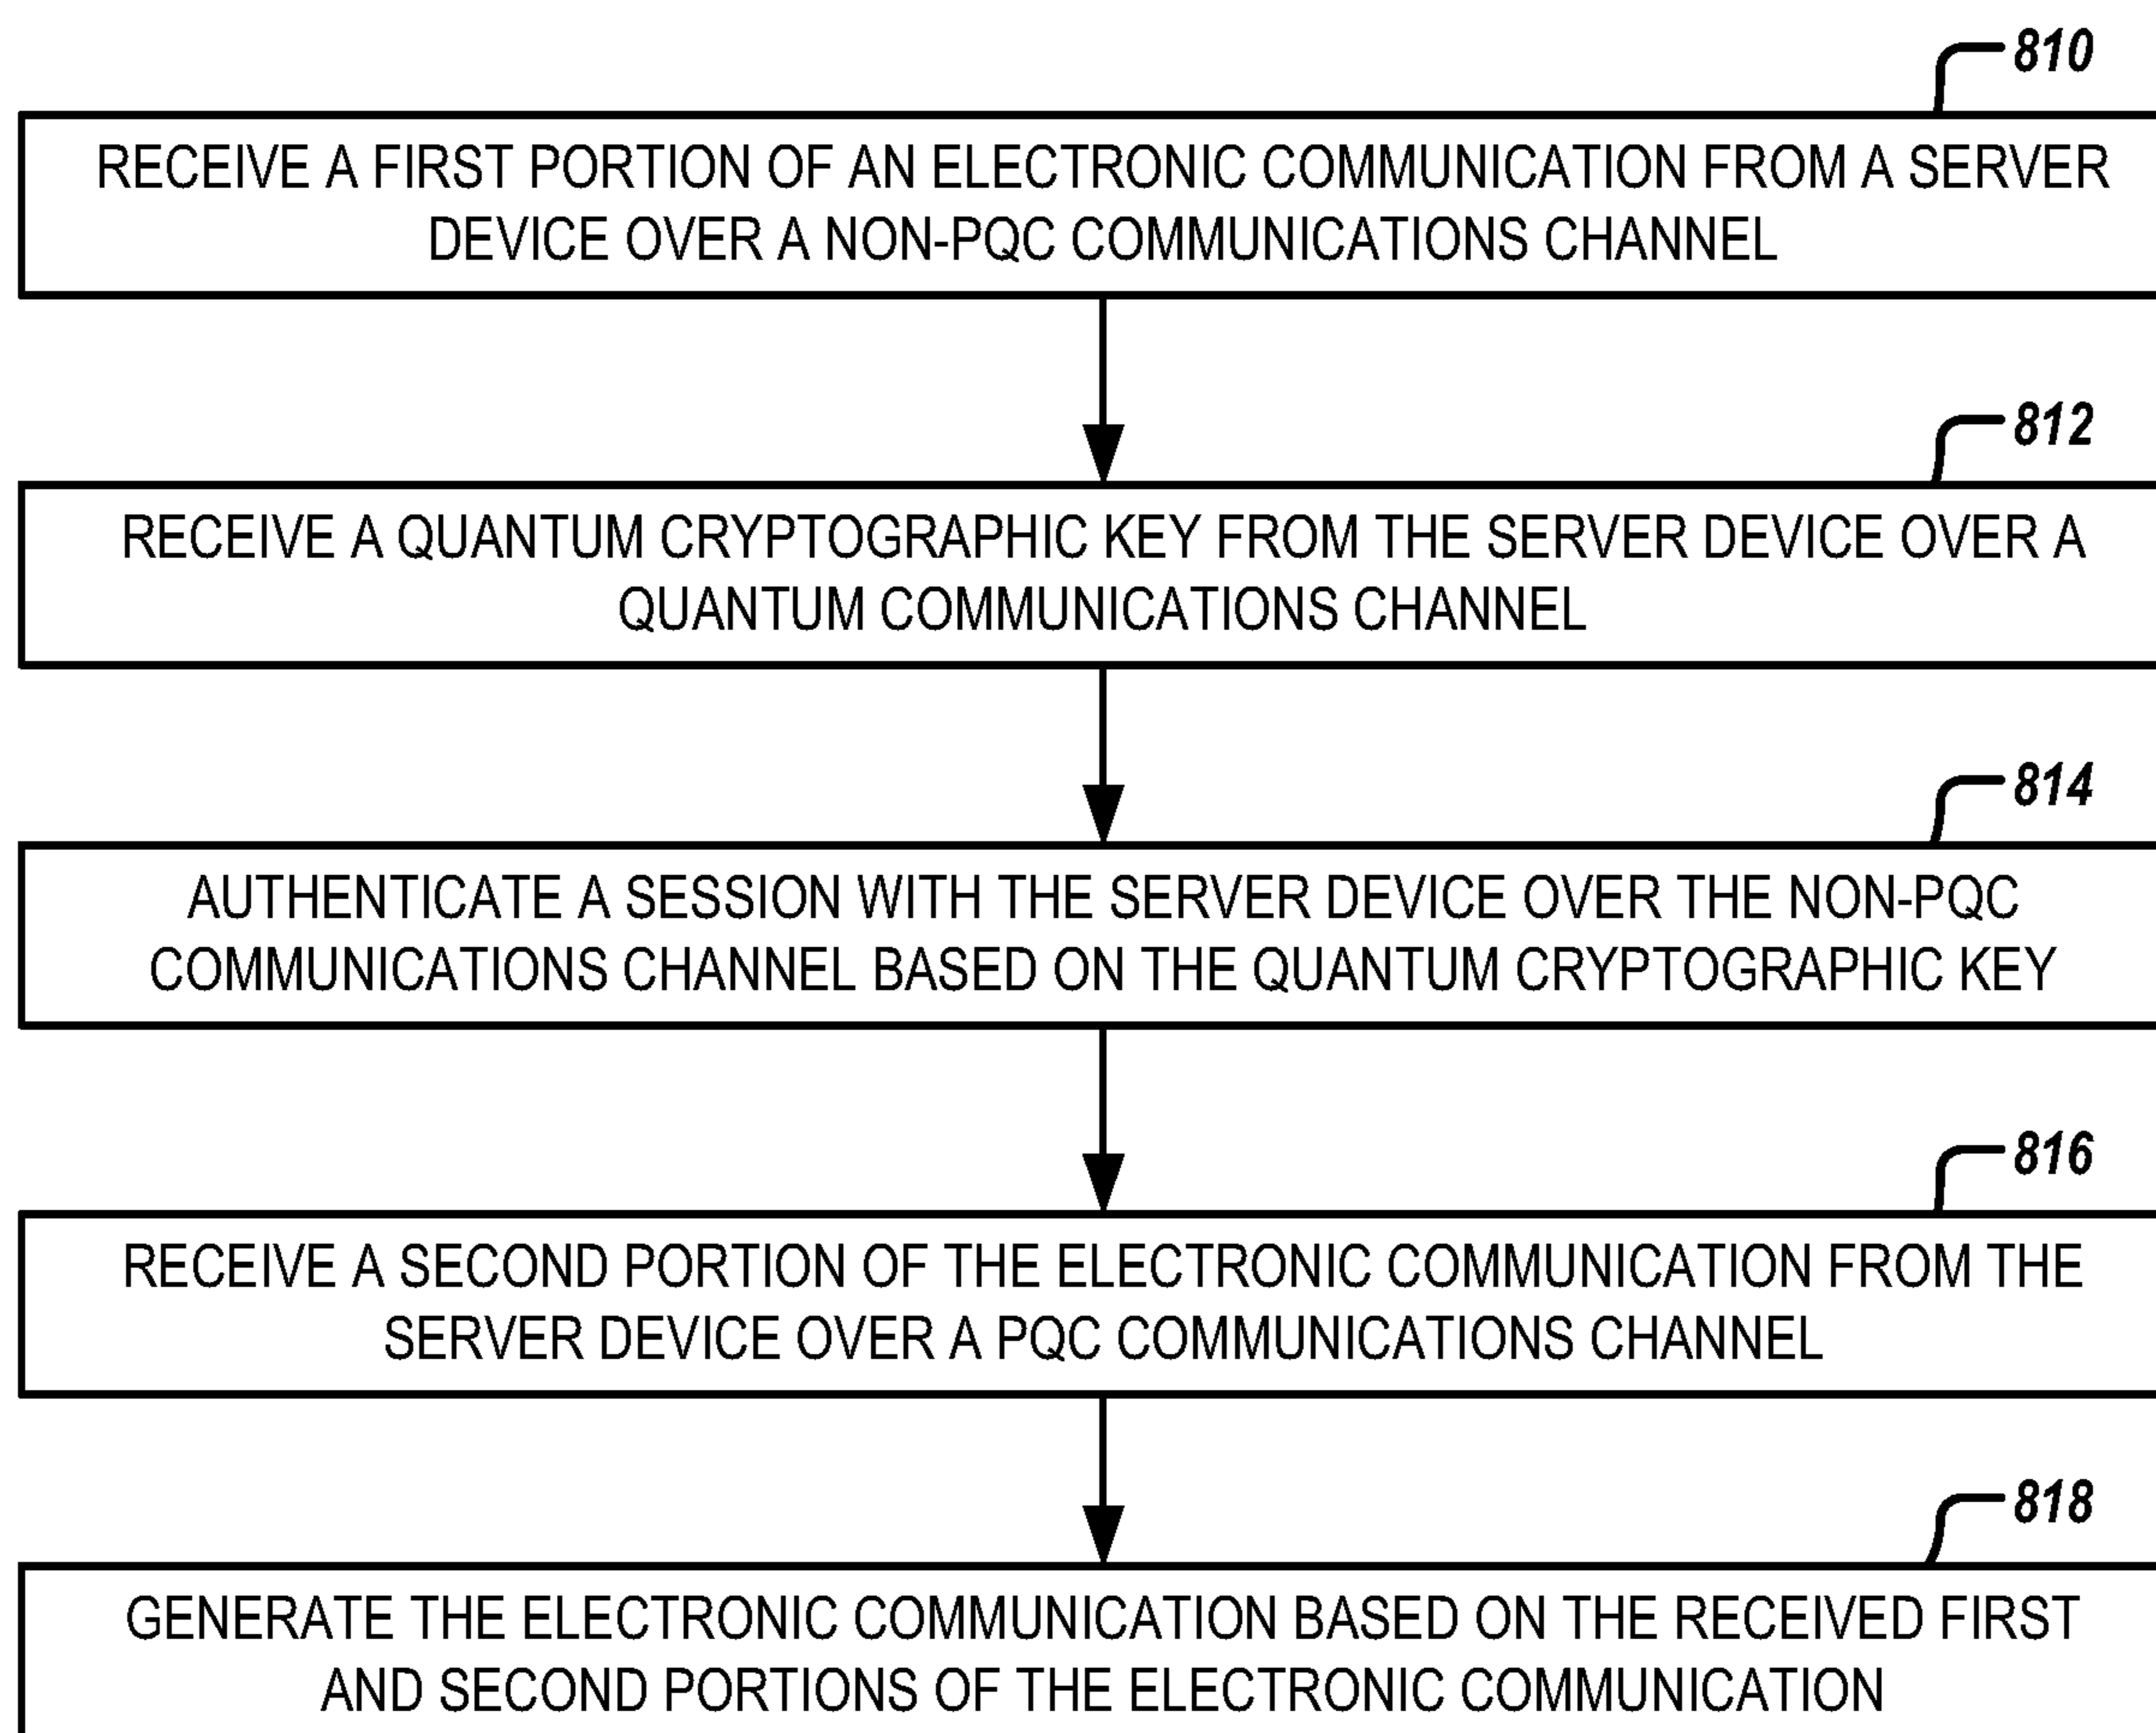 810
RECEIVE A FIRST PORTION OF AN ELECTRONIC COMMUNICATION FROM A SERVER
DEVICE OVER A NON-PQC COMMUNICATIONS CHANNEL
812
RECEIVE A QUANTUM CRYPTOGRAPHIC KEY FROM THE SERVER DEVICE OVER A
QUANTUM COMMUNICATIONS CHANNEL
814
AUTHENTICATE A SESSION WITH THE SERVER DEVICE OVER THE NON-PQC
COMMUNICATIONS CHANNEL BASED ON THE QUANTUM CRYPTOGRAPHIC KEY
816
RECEIVE A SECOND PORTION OF THE ELECTRONIC COMMUNICATION FROM THE
SERVER DEVICE OVER A PQC COMMUNICATIONS CHANNEL
818
GENERATE THE ELECTRONIC COMMUNICATION BASED ON THE RECEIVED FIRST
AND SECOND PORTIONS OF THE ELECTRONIC COMMUNICATION